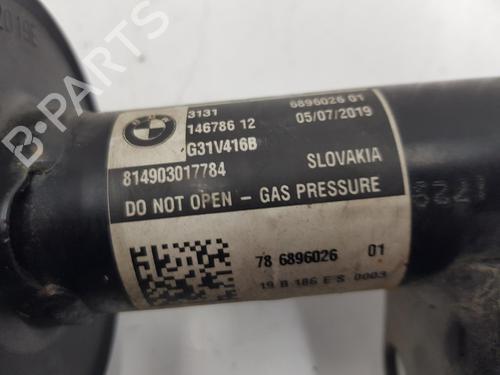 2019E
3131
6896026 01
146786 12
05/07/2019
G31V416B
814903017784
SLOVAKIA
DO NOT OPEN - GAS PRESSURE
78 6896026 01
19 B 186 E S 0003